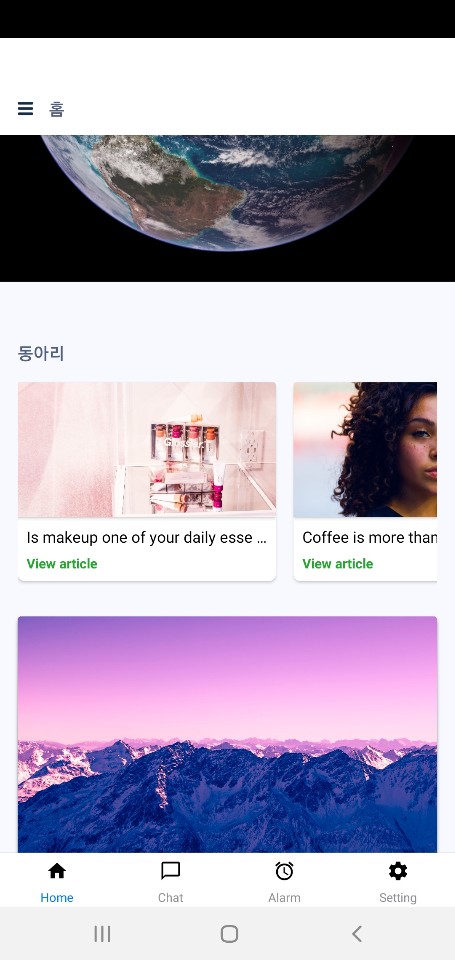 홈
동아리
Glossier.
Is makeup one of your daily esse ...
View article
Coffee is more than
View article
Home
Chat
Alarm
Setting